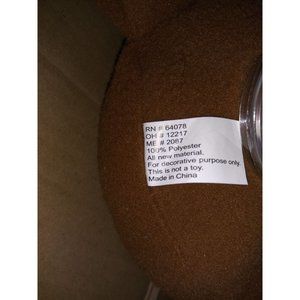 RN # 64078
OH # 12217
ME # 2087
100% Polyester
All new material.
For decorative purpose only.
This is not a toy.
Made in China